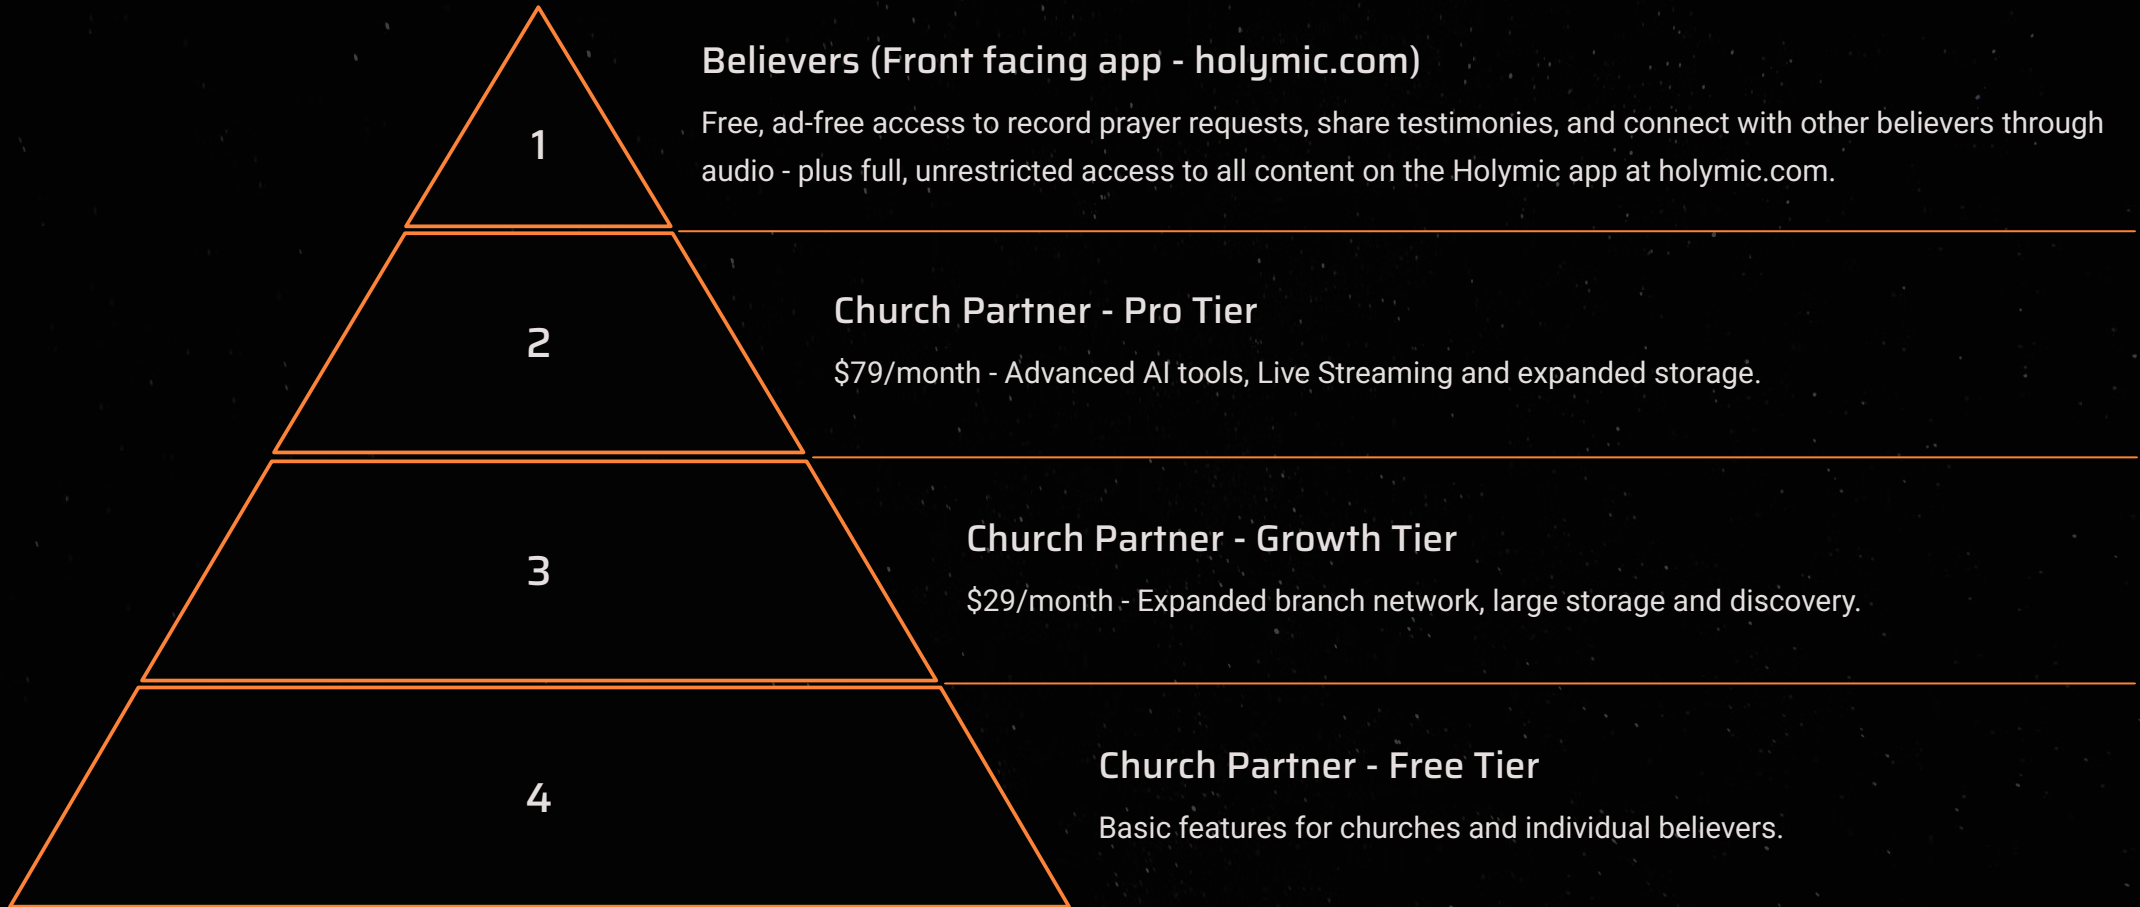 Believers (Front facing app - holymic.com)
1
Free, ad-free access to record prayer requests, share testimonies, and connect with other believers through
audio - plus full, unrestricted access to all content on the Holymic app at holymic.com.
2
Church Partner - Pro Tier
$79/month - Advanced AI tools, Live Streaming and expanded storage.
3
Church Partner - Growth Tier
$29/month - Expanded branch network, large storage and discovery.
4
Church Partner - Free Tier
Basic features for churches and individual believers.